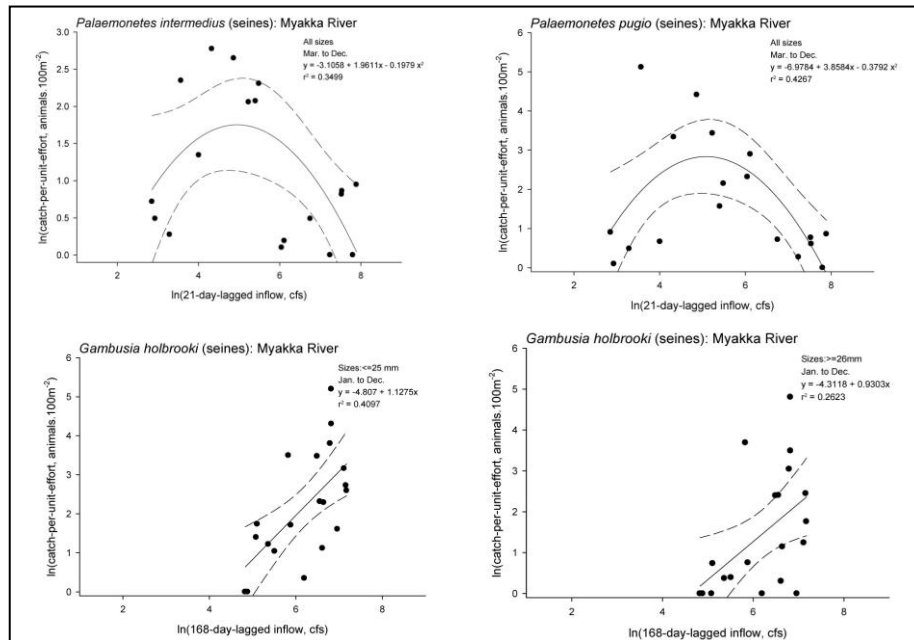 Palaemonetes intermedius (seines): Myakka River
All sizes
Mar. to Dec.
y = -3.1058 + 1.9611x - 0.1979 x²
r² = 0.3499
ln(catch-per-unit-effort, animals.100m⁻²)
3.0
2.5
2.0
1.5
1.0
0.5
0.0
2 4 6 8
ln(21-day-lagged inflow, cfs)
Palaemonetes pugio (seines): Myakka River
All sizes
Mar. to Dec.
y = -6.9784 + 3.8584x - 0.3792 x²
r² = 0.4267
ln(catch-per-unit-effort, animals.100m⁻²)
6
5
4
3
2
1
0
2 4 6 8
ln(21-day-lagged inflow, cfs)
Gambusia holbrooki (seines): Myakka River
Sizes:<=25 mm
Jan. to Dec.
y = -4.807 + 1.1275x
r² = 0.4097
ln(catch-per-unit-effort, animals.100m⁻²)
6
5
4
3
2
1
0
2 4 6 8
ln(168-day-lagged inflow, cfs)
Gambusia holbrooki (seines): Myakka River
Sizes:>=26mm
Jan. to Dec.
y = -4.3118 + 0.9303x
r² = 0.2623
ln(catch-per-unit-effort, animals.100m⁻²)
6
5
4
3
2
1
0
2 4 6 8
ln(168-day-lagged inflow, cfs)